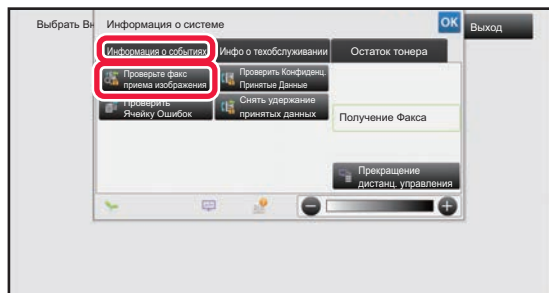 Выбрать Вн
Информация о системе
OK
Выход
Информация о событиях
Инфо о техобслуживании
Остаток тонера
Проверьте факс
приема изображения
Проверить Конфиденц.
Принятые Данные
Проверить
Ячейку Ошибок
Снять удержание
принятых данных
Получение Факса
Прекращение
дистанц. управления